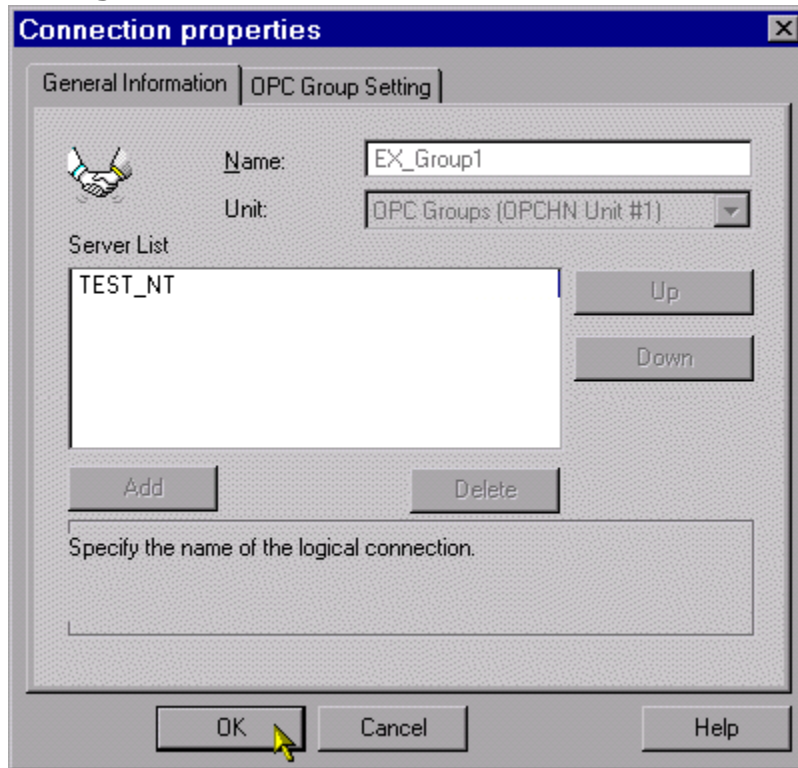 Connection properties
General Information OPC Group Setting
Name: EX_Group1
Unit: OPC Groups (OPCHN Unit #1)
Server List
TEST_NT
Up
Down
Add Delete
Specify the name of the logical connection.
OK Cancel Help